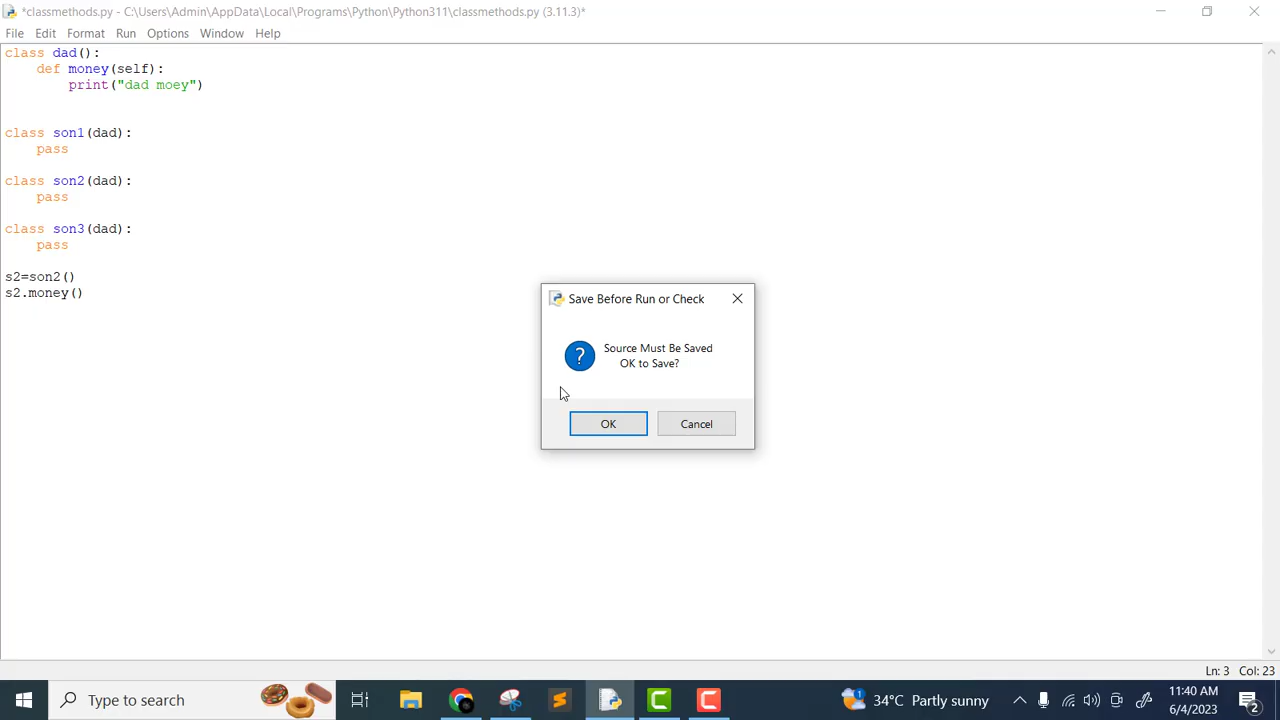 *classmethods.py - C:\Users\Admin\AppData\Local\Programs\Python\Python311\classmethods.py (3.11.3)*
File Edit Format Run Options Window Help
class dad():
    def money(self):
        print("dad moey")
class son1(dad):
    pass
class son2(dad):
    pass
class son3(dad):
    pass
s2=son2()
s2.money()
Save Before Run or Check
?
Source Must Be Saved
OK to Save?
OK Cancel
Ln: 3 Col: 23
Type to search
1
34°C Partly sunny
11:40 AM
6/4/2023
2